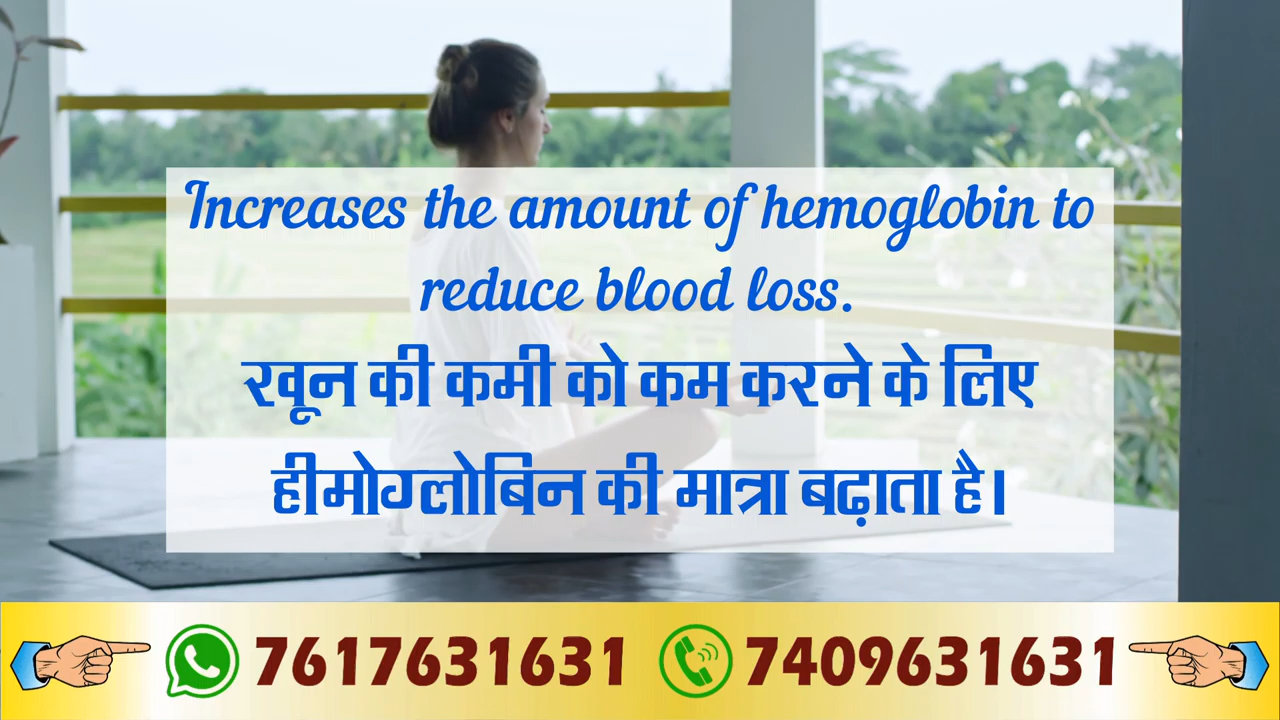 Increases the amount of hemoglobin to
reduce blood loss.
खून की कमी को कम करने के लिए
हीमोग्लोबिन की मात्रा बढ़ाता है।
7617631631 7409631631